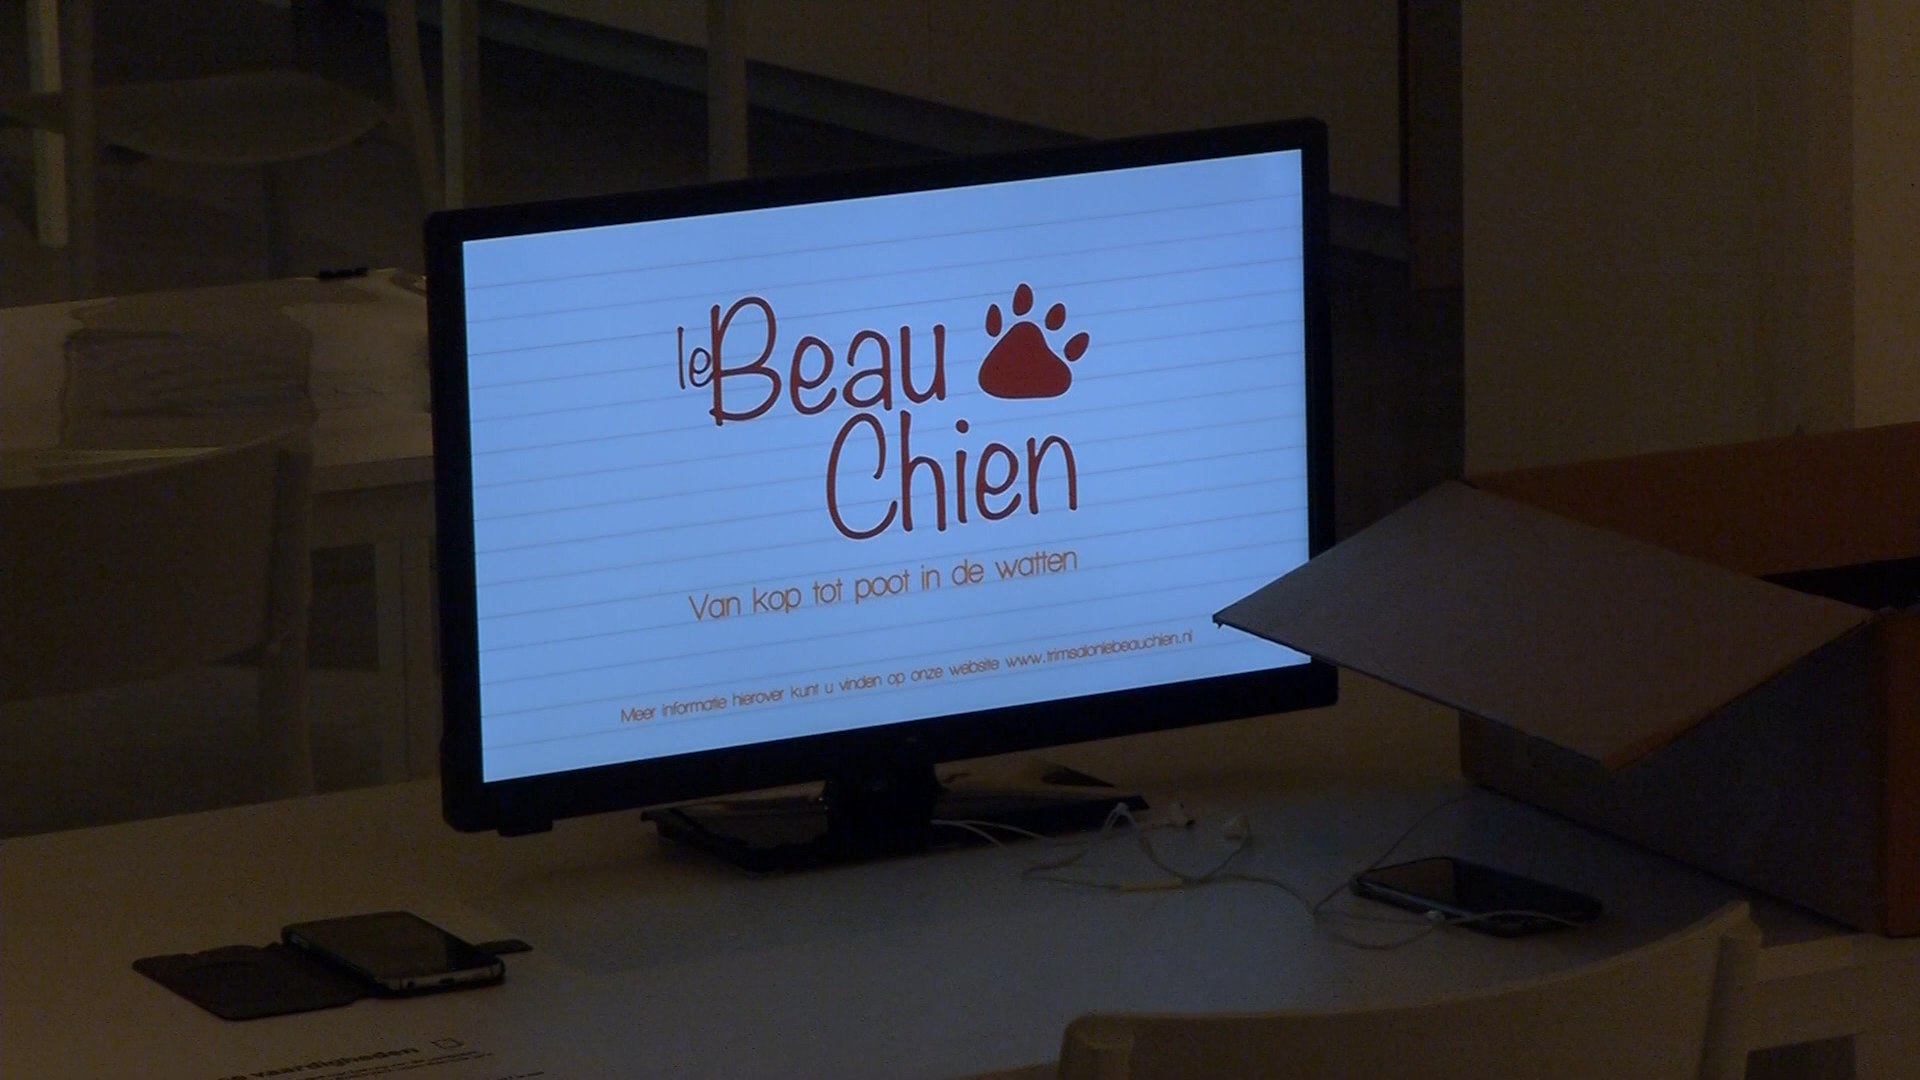 le Beau
Chien
Van kop tot poot in de watten
Meer informatie hierover kunt u vinden op onze website www.trimsalonlebeauchien.nl
vaardigheden